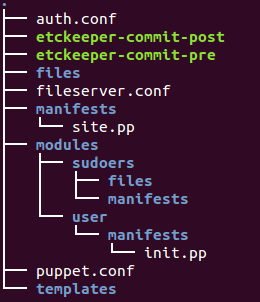 .
auth.conf
etckeeper-commit-post
etckeeper-commit-pre
files
fileserver.conf
manifests
site.pp
modules
sudoers
files
manifests
user
manifests
init.pp
puppet.conf
templates